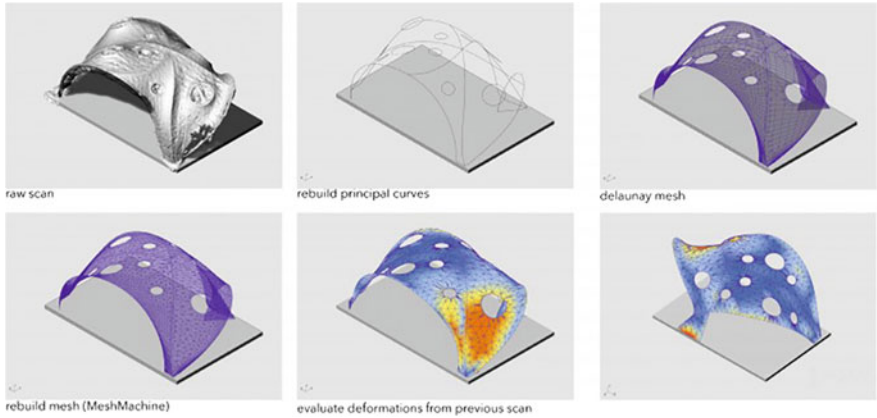 raw scan
rebuild principal curves
delaunay mesh
rebuild mesh (MeshMachine)
evaluate deformations from previous scan